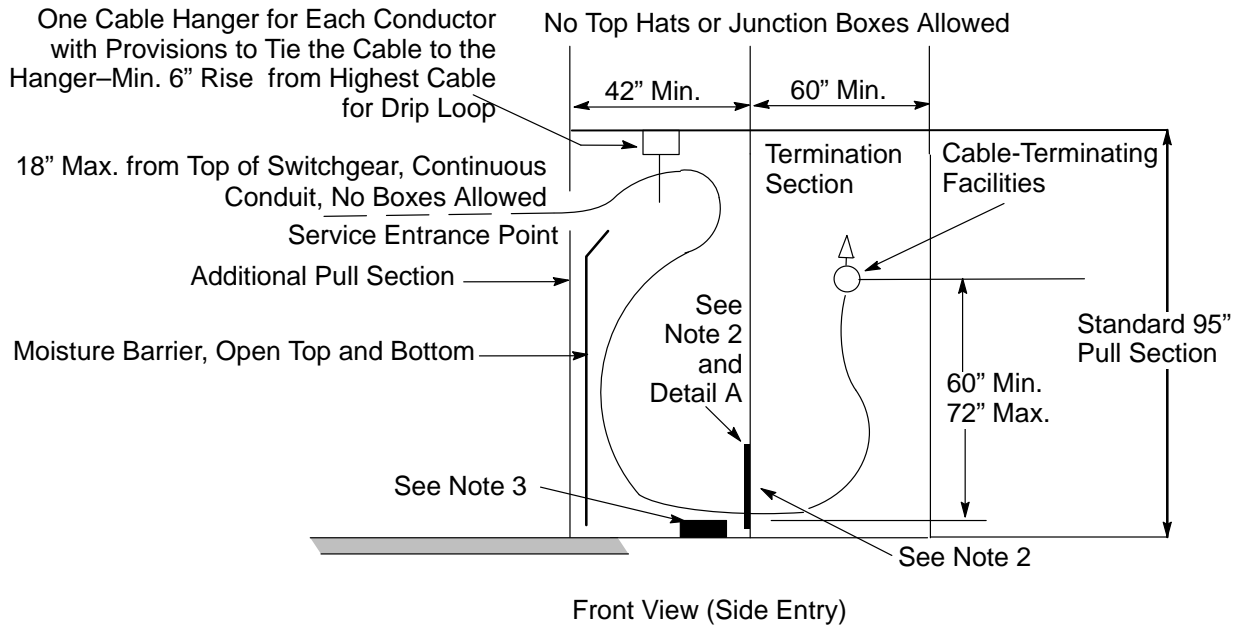 One Cable Hanger for Each Conductor
with Provisions to Tie the Cable to the
Hanger–Min. 6” Rise from Highest Cable
for Drip Loop
No Top Hats or Junction Boxes Allowed
42” Min.
60” Min.
18” Max. from Top of Switchgear, Continuous
Conduit, No Boxes Allowed
Service Entrance Point
Termination
Section
Cable-Terminating
Facilities
Additional Pull Section
See
Note 2
and
Detail A
Standard 95”
Pull Section
Moisture Barrier, Open Top and Bottom
60” Min.
72” Max.
See Note 3
See Note 2
Front View (Side Entry)